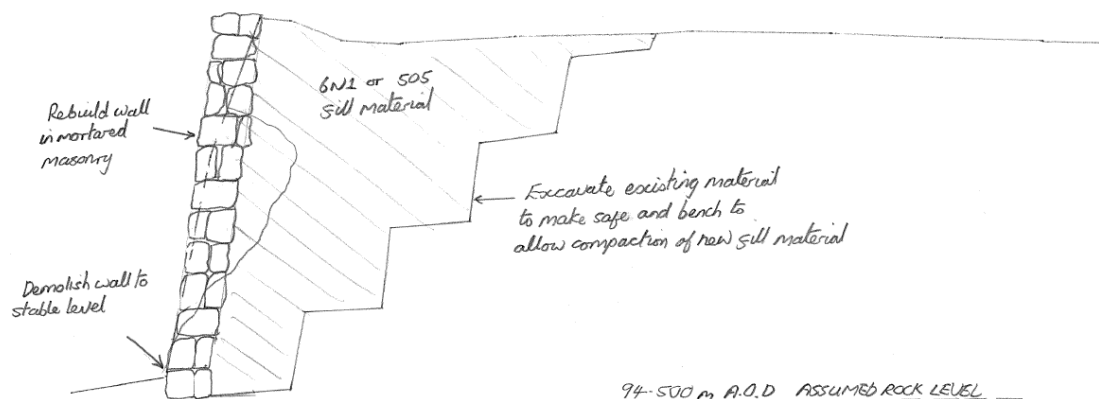 6N1 or 505
fill material
Rebuild wall
in mortared
masonry
Excavate existing material
to make safe and bench to
allow compaction of new fill material
Demolish wall to
stable level
94.500 m A.O.D ASSUMED ROCK LEVEL